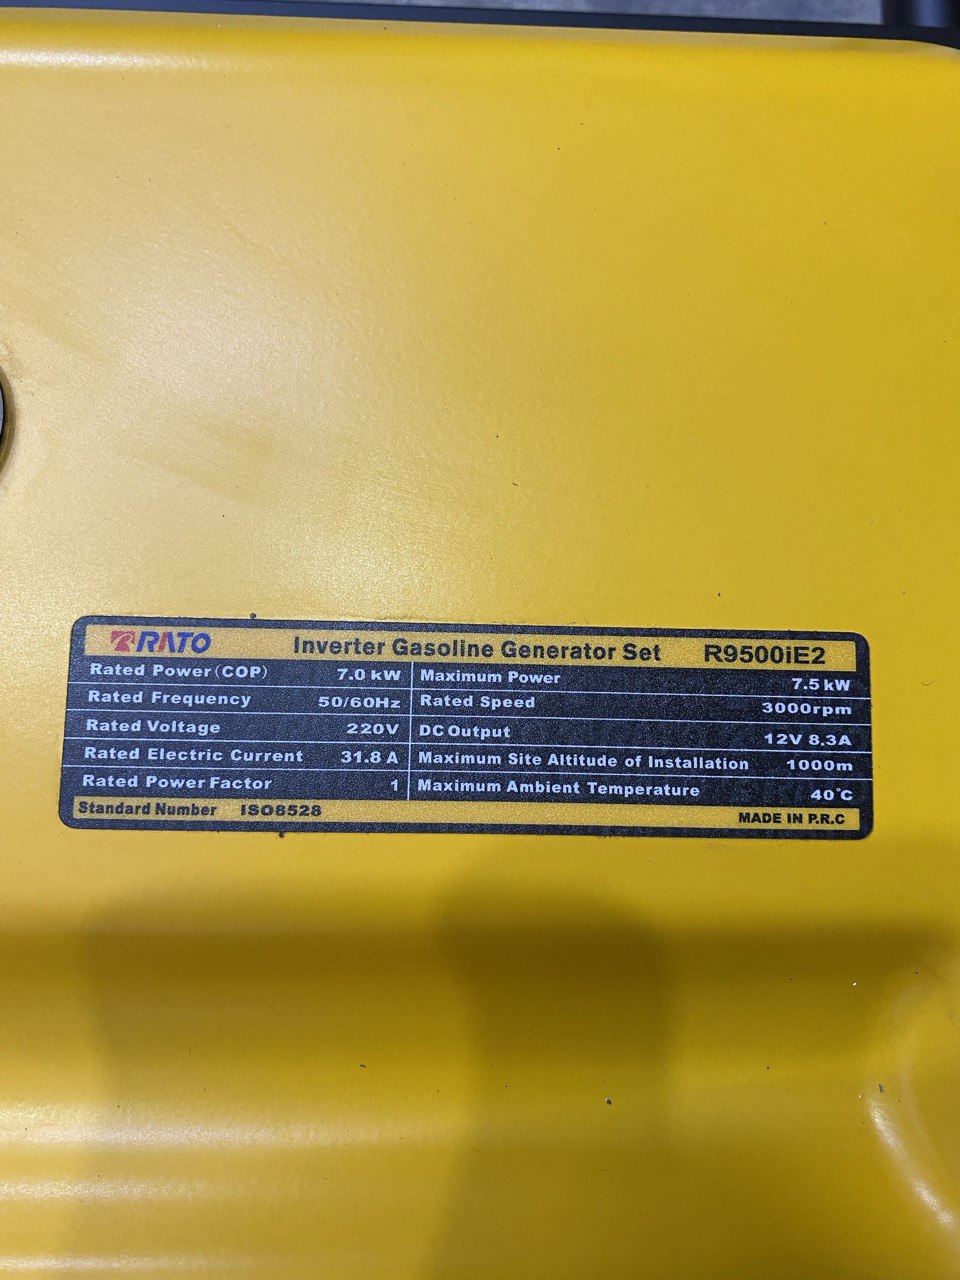 RATO Inverter Gasoline Generator Set R9500iE2
Rated Power(COP) 7.0 kW Maximum Power 7.5 kW
Rated Frequency 50/60Hz Rated Speed 3000rpm
Rated Voltage 220V DC Output 12V 8.3A
Rated Electric Current 31.8 A Maximum Site Altitude of Installation 1000m
Rated Power Factor 1 Maximum Ambient Temperature 40°C
Standard Number ISO8528 MADE IN P.R.C